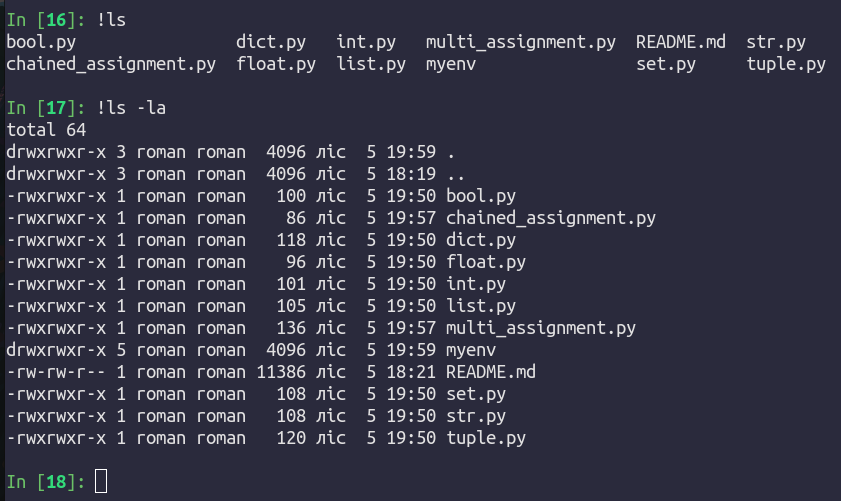 In [16]: !ls
bool.py                dict.py   int.py   multi_assignment.py  README.md  str.py
chained_assignment.py  float.py  list.py  myenv                set.py     tuple.py
In [17]: !ls -la
total 64
drwxrwxr-x 3 roman roman  4096 ліс  5 19:59 .
drwxrwxr-x 3 roman roman  4096 ліс  5 18:19 ..
-rwxrwxr-x 1 roman roman   100 ліс  5 19:50 bool.py
-rwxrwxr-x 1 roman roman    86 ліс  5 19:57 chained_assignment.py
-rwxrwxr-x 1 roman roman   118 ліс  5 19:50 dict.py
-rwxrwxr-x 1 roman roman    96 ліс  5 19:50 float.py
-rwxrwxr-x 1 roman roman   101 ліс  5 19:50 int.py
-rwxrwxr-x 1 roman roman   105 ліс  5 19:50 list.py
-rwxrwxr-x 1 roman roman   136 ліс  5 19:57 multi_assignment.py
drwxrwxr-x 5 roman roman  4096 ліс  5 19:59 myenv
-rw-rw-r-- 1 roman roman 11386 ліс  5 18:21 README.md
-rwxrwxr-x 1 roman roman   108 ліс  5 19:50 set.py
-rwxrwxr-x 1 roman roman   108 ліс  5 19:50 str.py
-rwxrwxr-x 1 roman roman   120 ліс  5 19:50 tuple.py
In [18]: